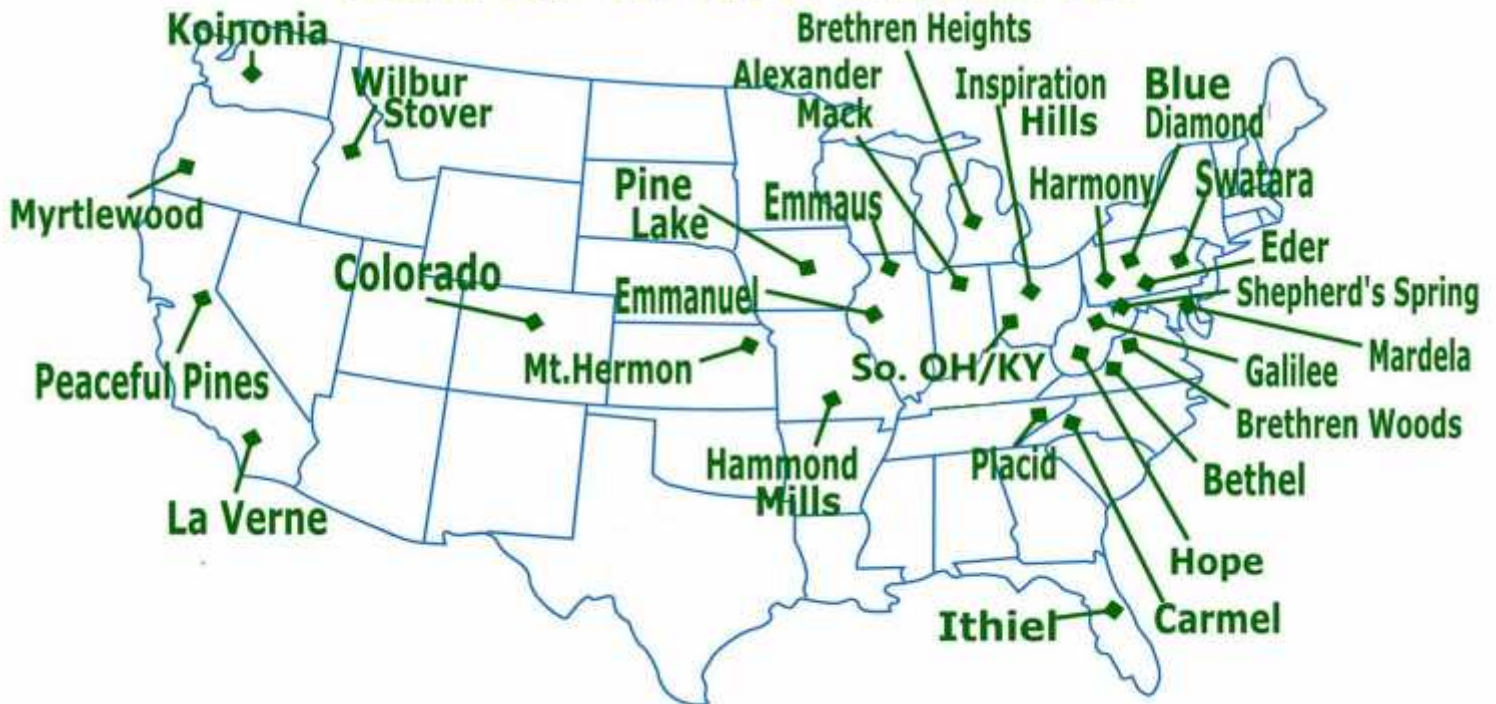 Koinonia
Brethren Heights
Wilbur
Stover
Alexander
Mack
Inspiration
Hills
Blue
Diamond
Myrtlewood
Pine
Lake
Emmaus
Harmony
Swatara
Colorado
Emmanuel
Eder
Shepherd's Spring
Peaceful Pines
Mt.Hermon
So. OH/KY
Galilee
Mardela
La Verne
Hammond
Mills
Placid
Brethren Woods
Bethel
Hope
Ithiel
Carmel